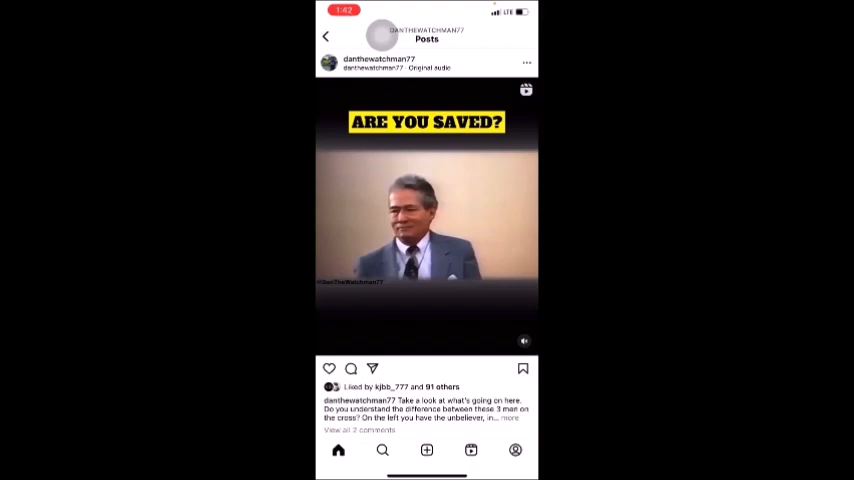 1:42
LTE
DANTHEWATCHMAN77
Posts
danthewatchman77
danthewatchman77 · Original audio
ARE YOU SAVED?
@DanTheWatchman77
Liked by kjbb_777 and 91 others
danthewatchman77 Take a look at what's going on here.
Do you understand the difference between these 3 men on
the cross? On the left you have the unbeliever, in... more
View all 2 comments